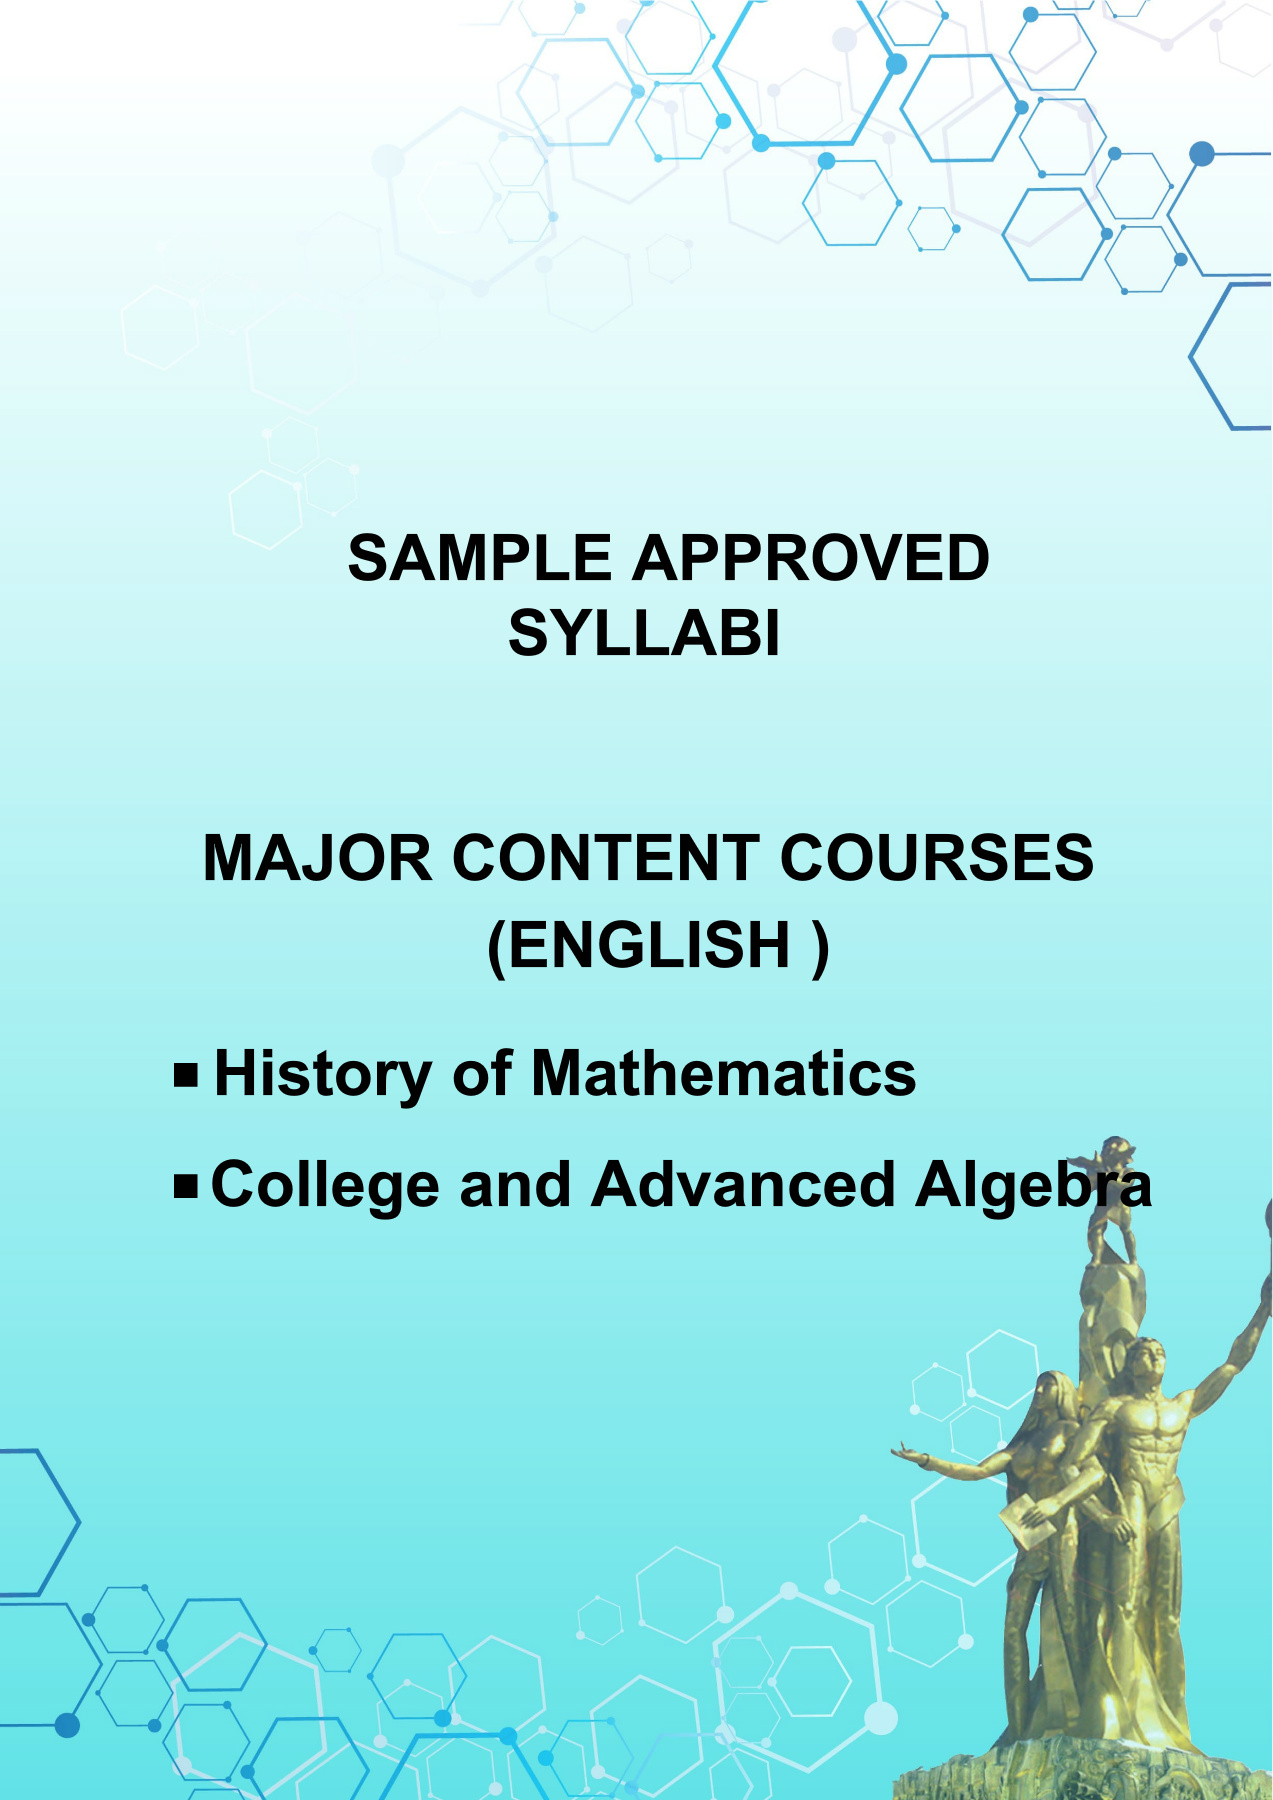 SAMPLE APPROVED
SYLLABI
MAJOR CONTENT COURSES
(ENGLISH )
▪ History of Mathematics
▪ College and Advanced Algebra